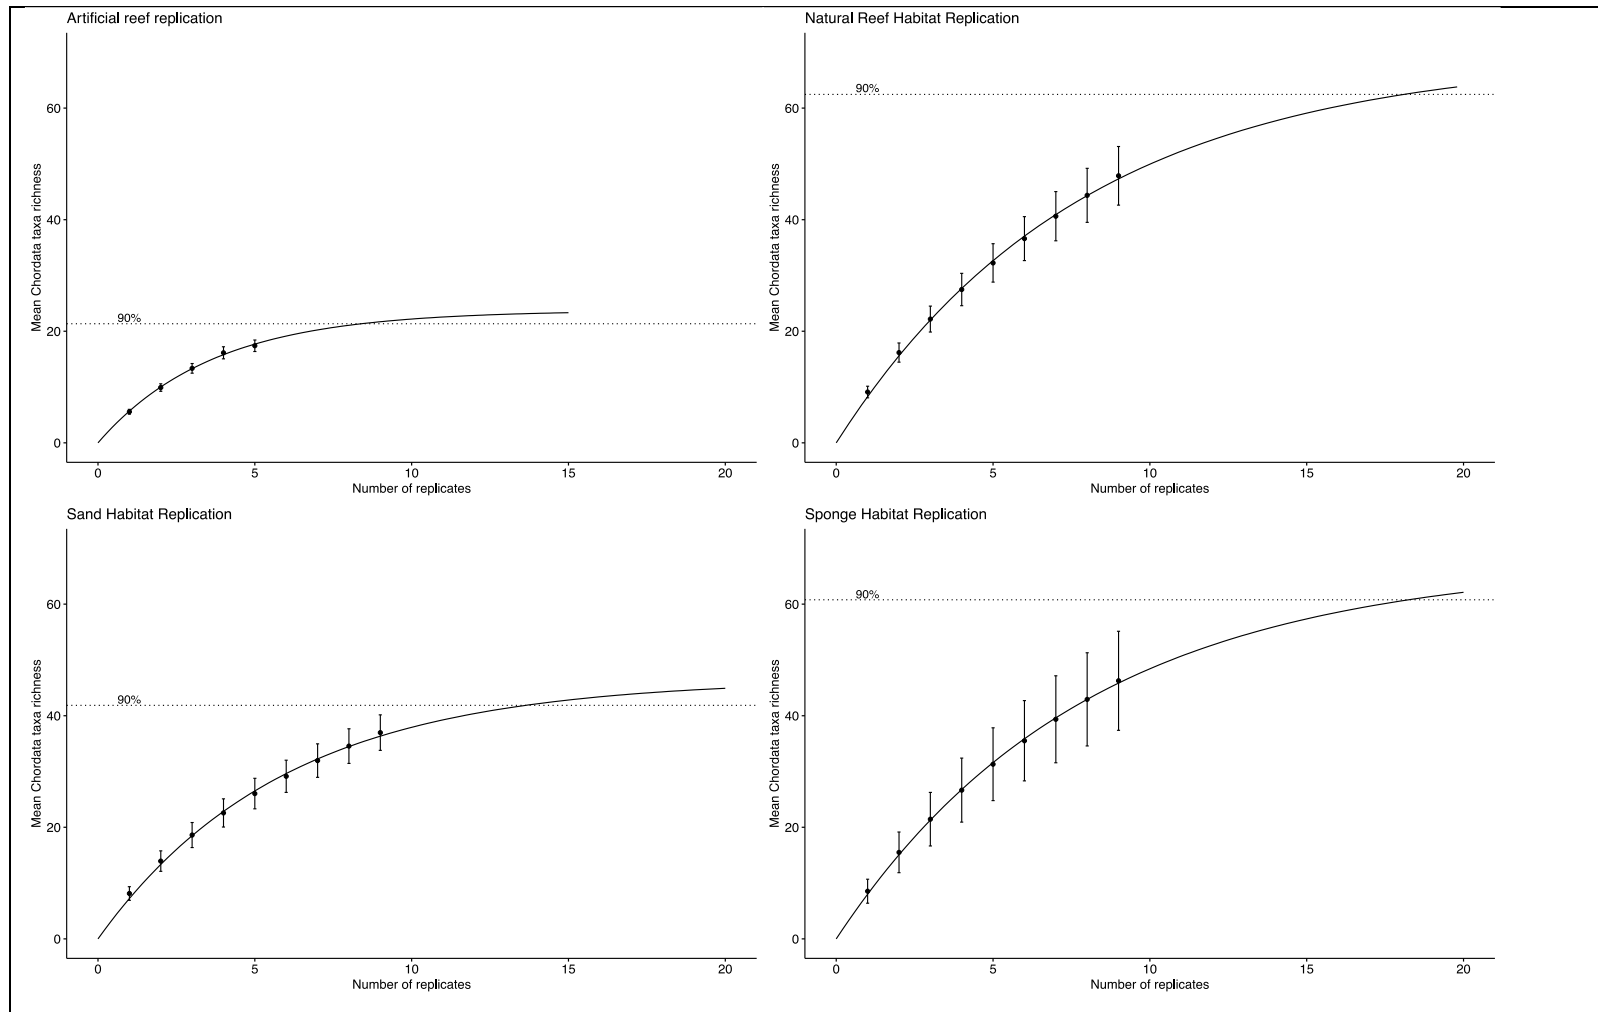 Artificial reef replication
Mean Chordata taxa richness
60
40
20
0
90%
0 5 10 15 20
Number of replicates
Natural Reef Habitat Replication
Mean Chordata taxa richness
60
40
20
0
90%
0 5 10 15 20
Number of replicates
Sand Habitat Replication
Mean Chordata taxa richness
60
40
20
0
90%
0 5 10 15 20
Number of replicates
Sponge Habitat Replication
Mean Chordata taxa richness
60
40
20
0
90%
0 5 10 15 20
Number of replicates